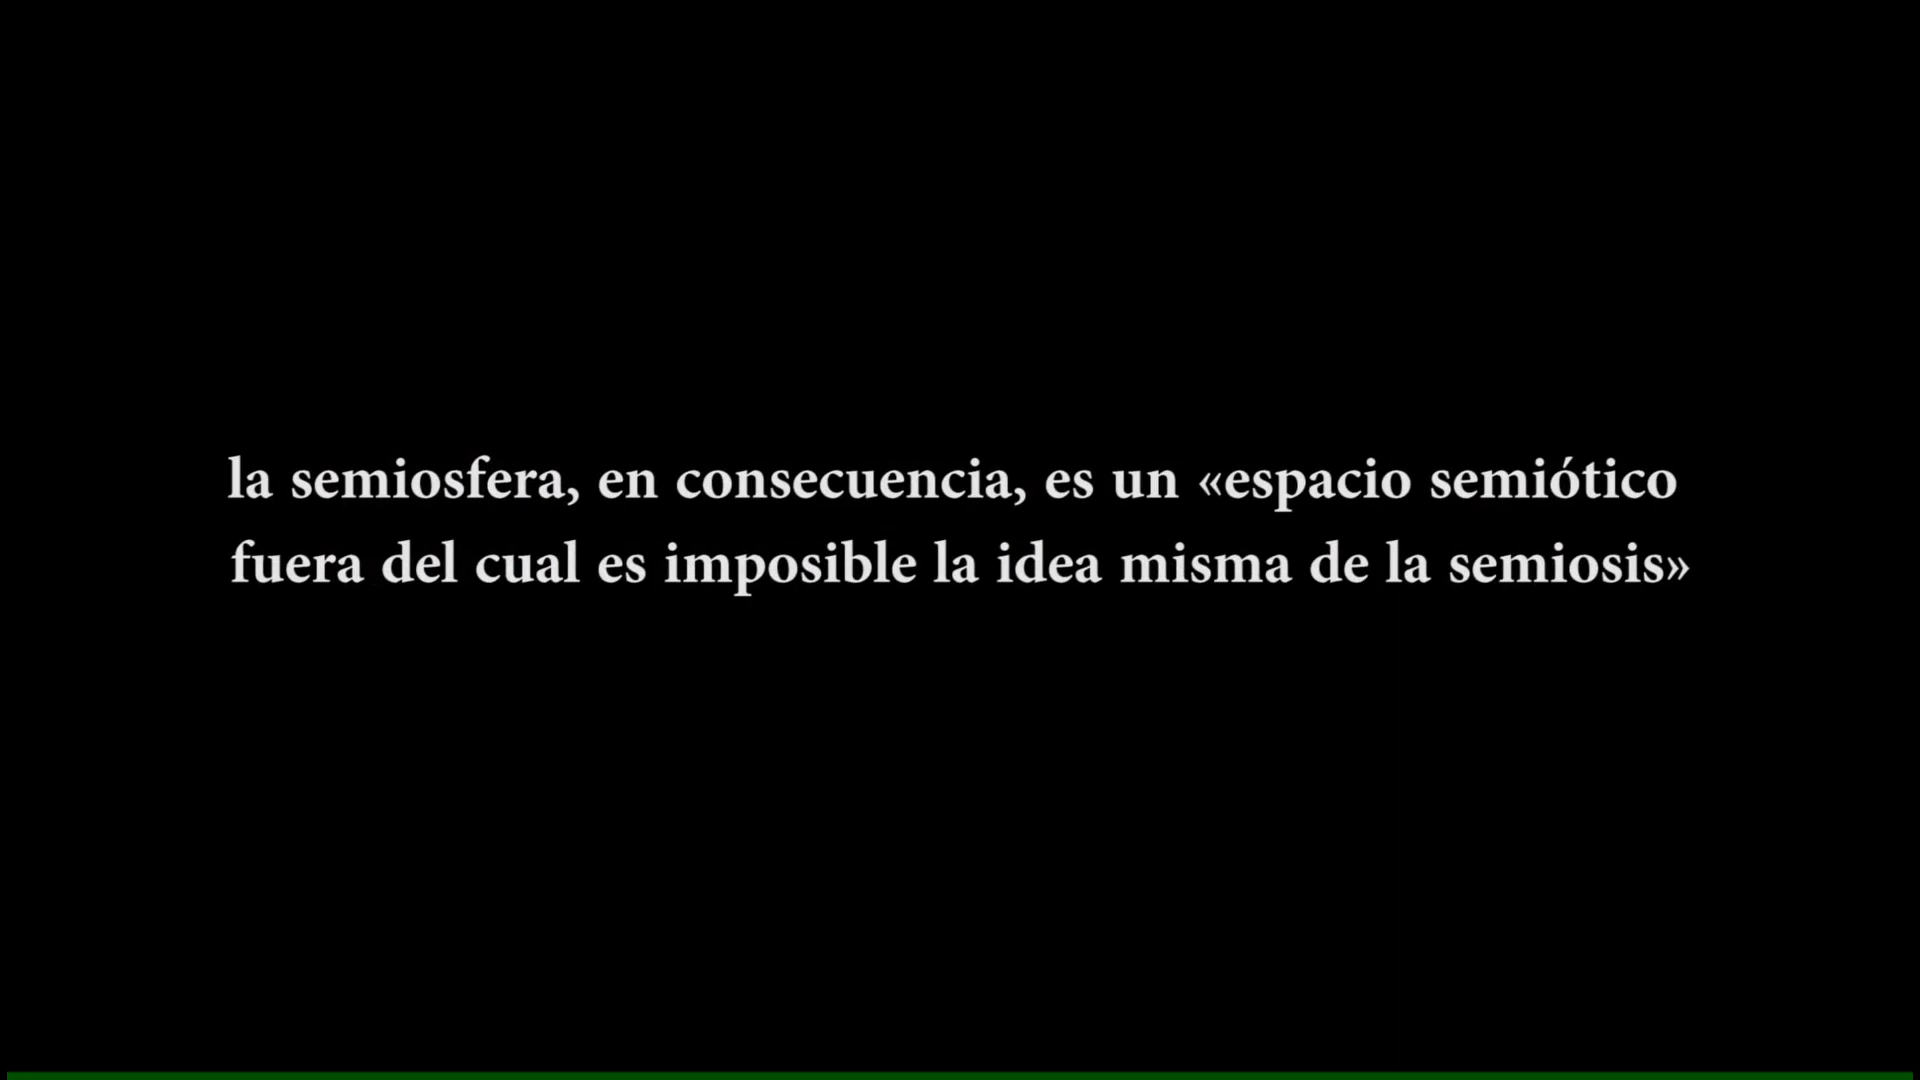 la semiosfera, en consecuencia, es un «espacio semiótico
fuera del cual es imposible la idea misma de la semiosis»